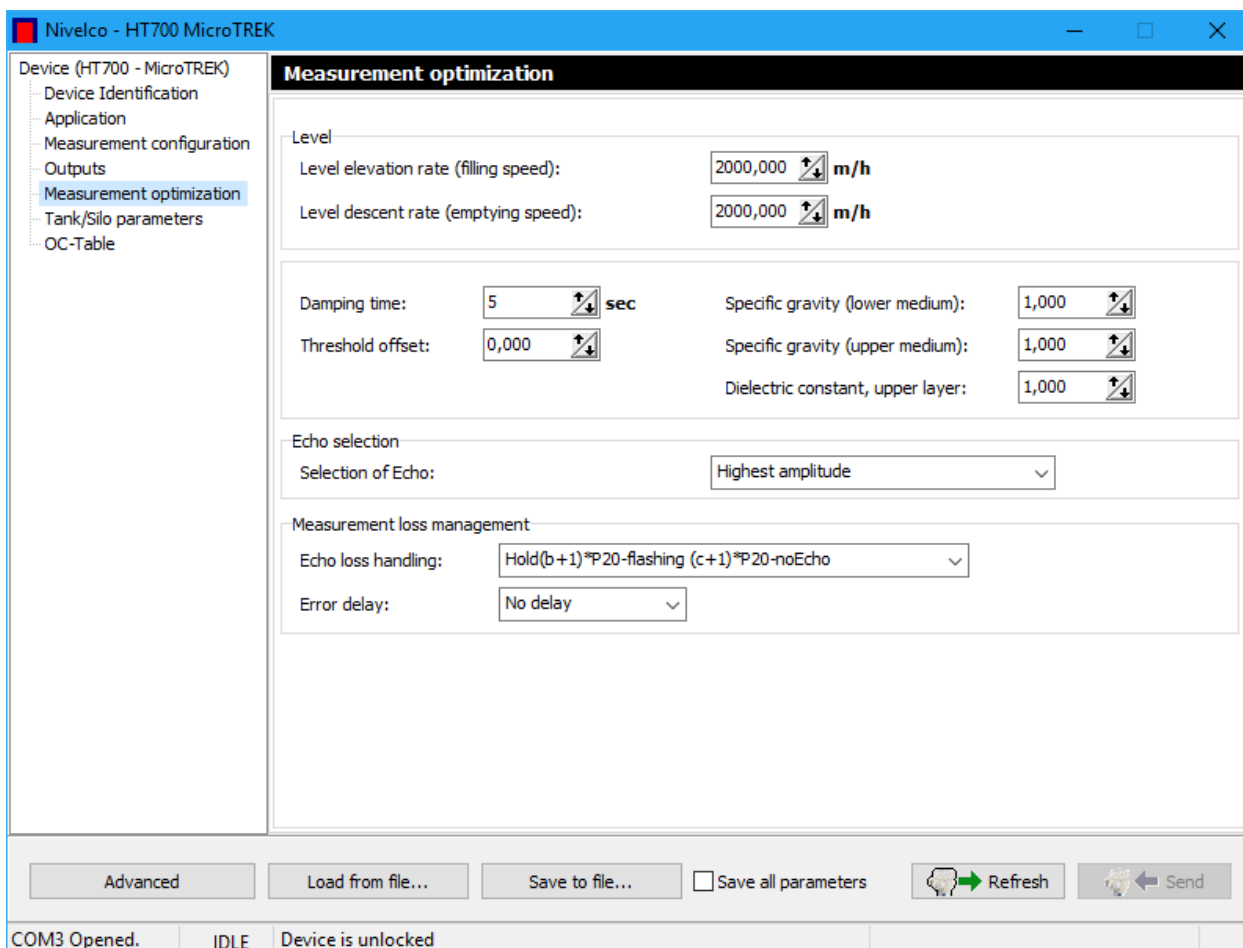 Nivelco - HT700 MicroTREK
Device (HT700 - MicroTREK)
Device Identification
Application
Measurement configuration
Outputs
Measurement optimization
Tank/Silo parameters
OC-Table
Measurement optimization
Level
Level elevation rate (filling speed): 2000,000 m/h
Level descent rate (emptying speed): 2000,000 m/h
Damping time: 5 sec
Threshold offset: 0,000
Specific gravity (lower medium): 1,000
Specific gravity (upper medium): 1,000
Dielectric constant, upper layer: 1,000
Echo selection
Selection of Echo: Highest amplitude
Measurement loss management
Echo loss handling: Hold(b+1)*P20-flashing (c+1)*P20-noEcho
Error delay: No delay
Advanced Load from file... Save to file... Save all parameters Refresh Send
COM3 Opened. IDLE Device is unlocked